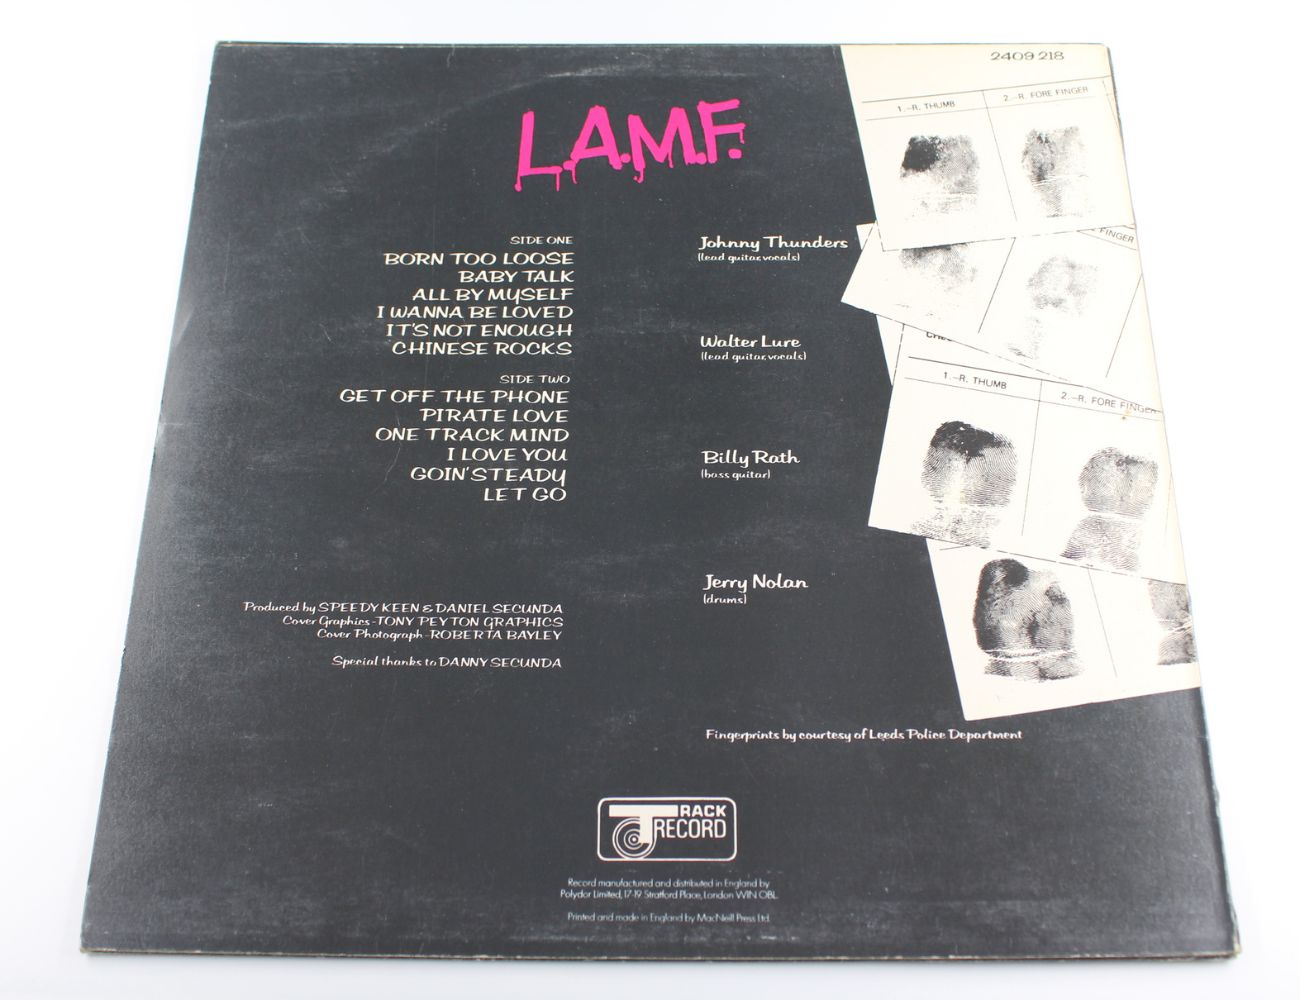 2409 218
1.-R. THUMB
2.-R. FORE FINGER
L.A.M.F.
SIDE ONE
BORN TOO LOOSE
BABY TALK
ALL BY MYSELF
I WANNA BE LOVED
IT'S NOT ENOUGH
CHINESE ROCKS
SIDE TWO
GET OFF THE PHONE
PIRATE LOVE
ONE TRACK MIND
I LOVE YOU
GOIN' STEADY
LET GO
Produced by SPEEDY KEEN & DANIEL SECUNDA
Cover Graphics - TONY PEYTON GRAPHICS
Cover Photograph - ROBERTA BAYLEY
Special thanks to DANNY SECUNDA
Johnny Thunders
(lead guitar, vocals)
Walter Lure
(lead guitar, vocals)
Billy Rath
(bass guitar)
Jerry Nolan
(drums)
FINGER
1.-R. THUMB
2.-R. FORE FINGER
Fingerprints by courtesy of Leeds Police Department
TRACK
RECORD
Record manufactured and distributed in England by
Polydor Limited, 17-19 Stratford Place, London W1N OBL.
Printed and made in England by MacNeill Press Ltd.